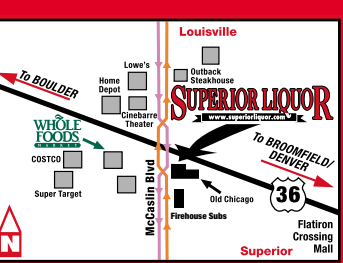 Louisville
Lowe's
Outback
Steakhouse
To BOULDER
Home
Depot
Cinebarre
Theater
SUPERIOR LIQUOR
www.superiorliquor.com
WHOLE
FOODS
MARKET
To BROOMFIELD/
DENVER
COSTCO
Super Target
McCaslin Blvd
Old Chicago
36
Firehouse Subs
Flatiron
Crossing
Mall
Superior
N